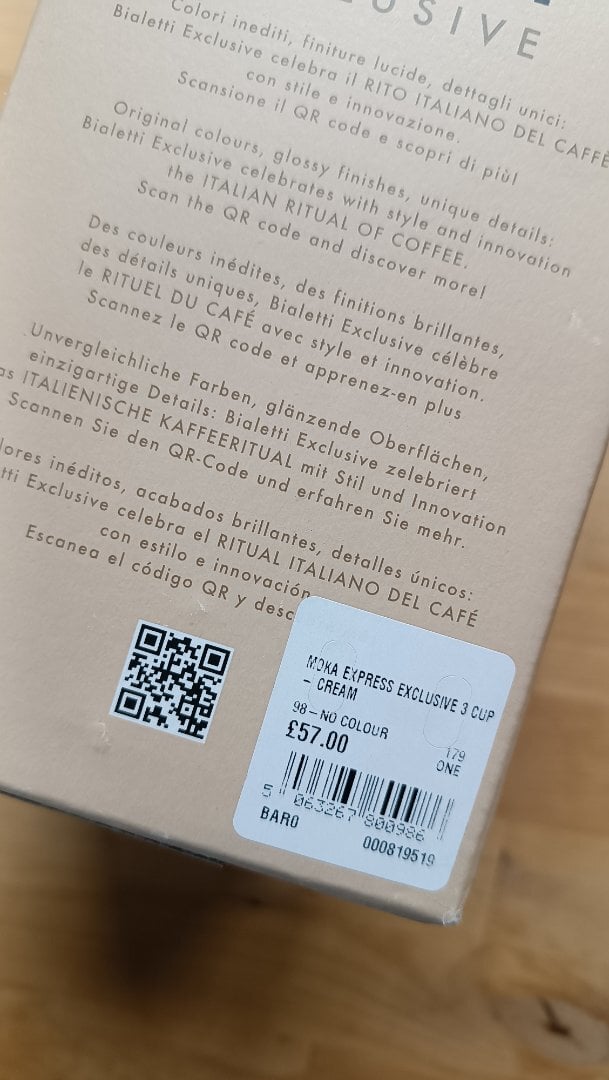 USIVE
Colori inediti, finiture lucide, dettagli unici:
Bialetti Exclusive celebra il RITO ITALIANO DEL CAFFÈ
con stile e innovazione.
Scansione il QR code e scopri di più!
Original colours, glossy finishes, unique details:
Bialetti Exclusive celebrates with style and innovation
the ITALIAN RITUAL OF COFFEE.
Scan the QR code and discover more!
Des couleurs inédites, des finitions brillantes,
des détails uniques, Bialetti Exclusive célèbre
le RITUEL DU CAFÉ avec style et innovation.
Scannez le QR code et apprenez-en plus
Unvergleichliche Farben, glänzende Oberflächen,
einzigartige Details: Bialetti Exclusive zelebriert
as ITALIENISCHE KAFFEERITUAL mit Stil und Innovation
Scannen Sie den QR-Code und erfahren Sie mehr.
lores inéditos, acabados brillantes, detalles únicos:
tti Exclusive celebra el RITUAL ITALIANO DEL CAFÉ
con estilo e innovación
Escanea el código QR y desc
MOKA EXPRESS EXCLUSIVE 3 CUP
- CREAM
98-NO COLOUR
£57.00
179
ONE
5 063267 800986
BARO
000819519